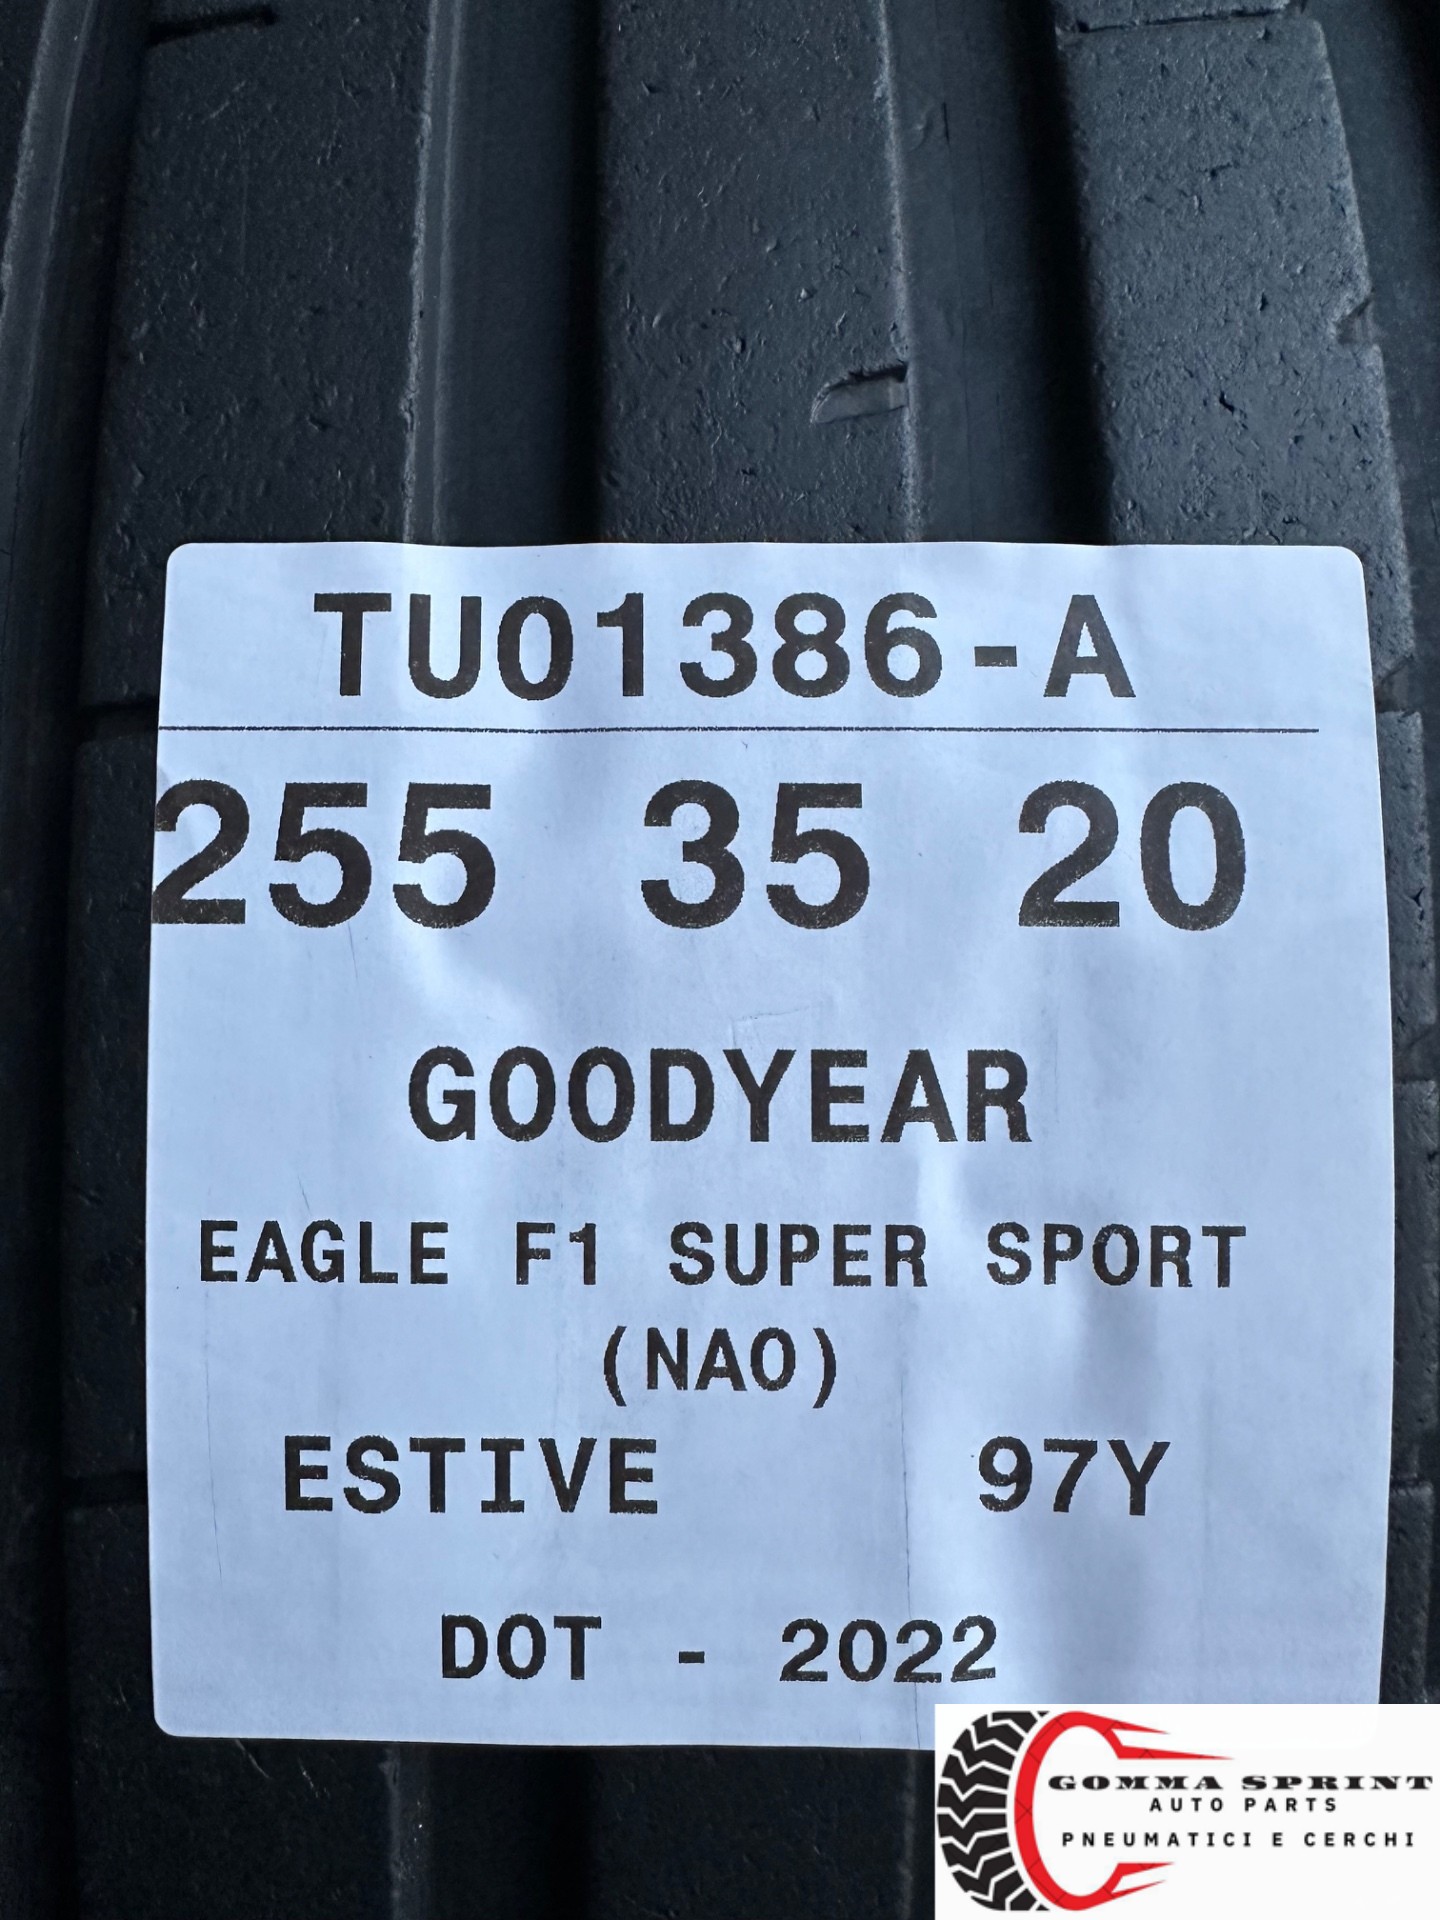 TU01386-A
255 35 20
GOODYEAR
EAGLE F1 SUPER SPORT
(NA0)
ESTIVE 97Y
DOT - 2022
GOMMA SPRINT
AUTO PARTS
PNEUMATICI E CERCHI